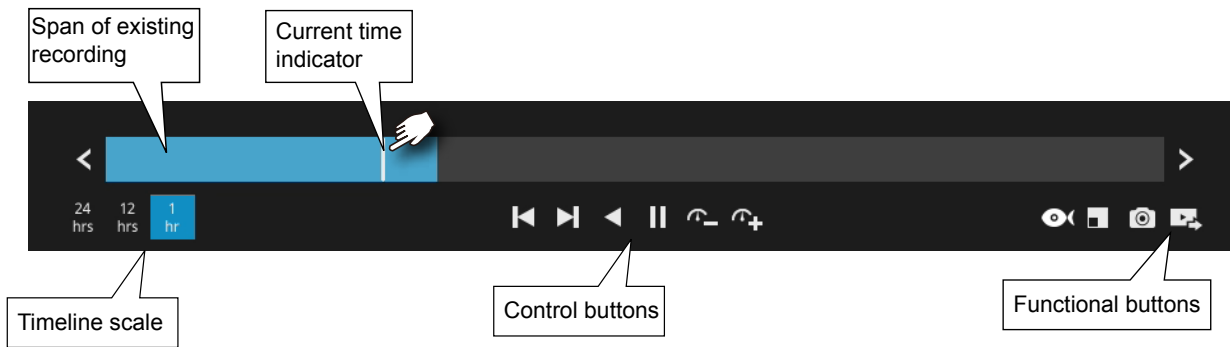 Span of existing
recording
Current time
indicator
24
hrs
12
hrs
1
hr
Timeline scale
Control buttons
Functional buttons